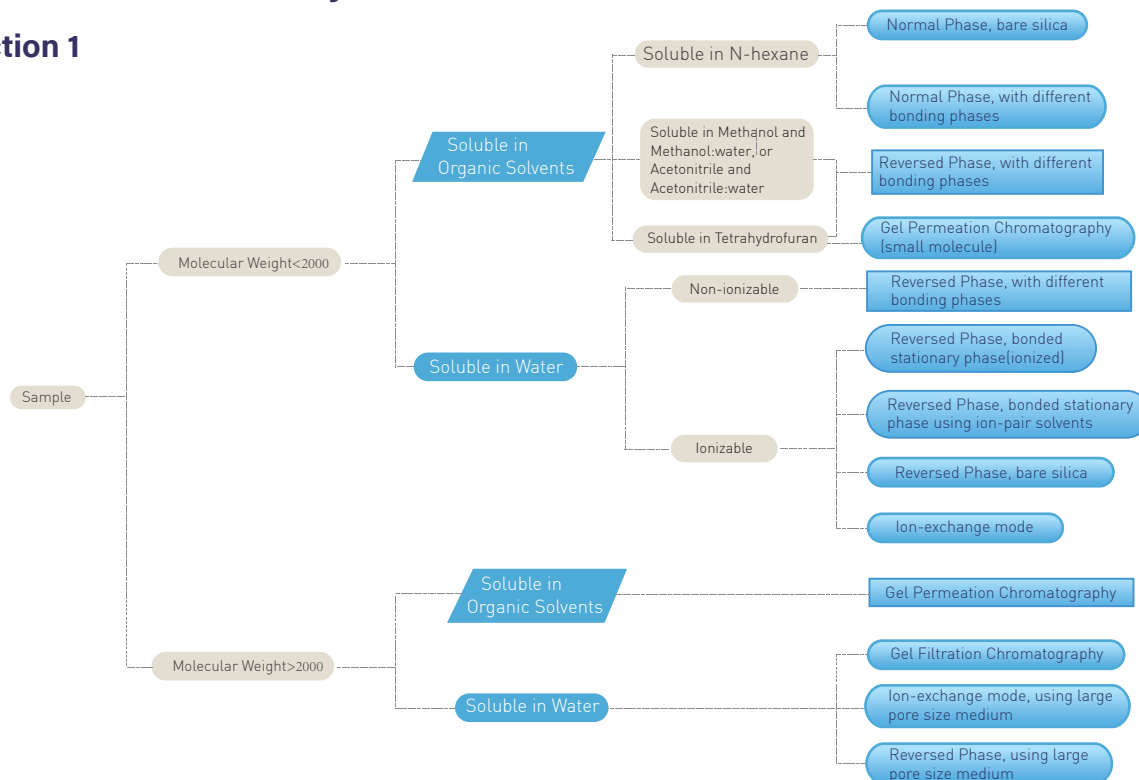 ction 1
Normal Phase, bare silica
Soluble in N-hexane
Normal Phase, with different
bonding phases
Soluble in
Organic Solvents
Soluble in Methanol and
Methanol:water, or
Acetonitrile and
Acetonitrile:water
Reversed Phase, with different
bonding phases
Soluble in Tetrahydrofuran
Gel Permeation Chromatography
(small molecule)
Molecular Weight<2000
Non-ionizable
Reversed Phase, with different
bonding phases
Reversed Phase, bonded
stationary phase(ionized)
Soluble in Water
Sample
Reversed Phase, bonded stationary
phase using ion-pair solvents
Ionizable
Reversed Phase, bare silica
Ion-exchange mode
Soluble in
Organic Solvents
Gel Permeation Chromatography
Molecular Weight>2000
Gel Filtration Chromatography
Soluble in Water
Ion-exchange mode, using large
pore size medium
Reversed Phase, using large
pore size medium